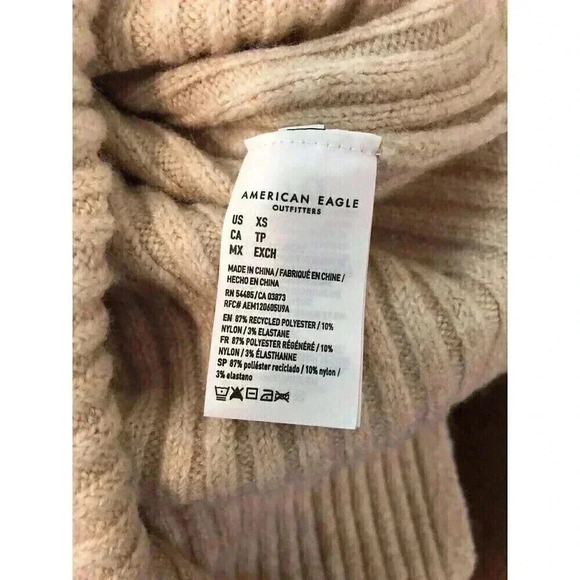 AMERICAN EAGLE
OUTFITTERS
US XS
CA TP
MX EXCH
MADE IN CHINA / FABRIQUÉ EN CHINE /
HECHO EN CHINA
RN 54485/CA 03873
RFC# AEM120605U9A
EN 87% RECYCLED POLYESTER / 10%
NYLON / 3% ELASTANE
FR 87% POLYESTER RÉGÉNÉRÉ / 10%
NYLON / 3% ÉLASTHANNE
SP 87% poliéster reciclado / 10% nylon /
3% elastano